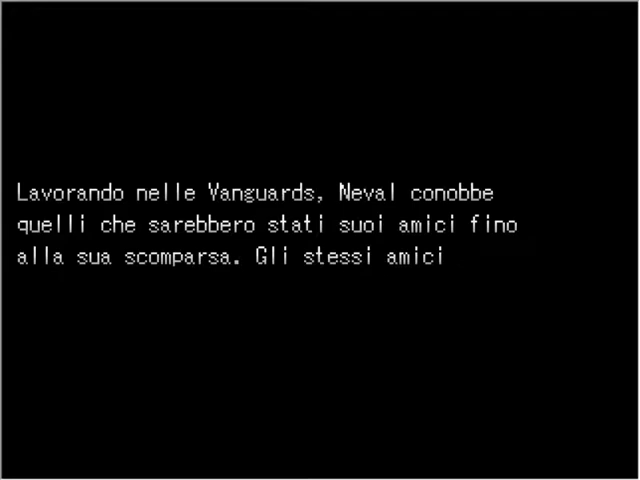 Lavorando nelle Vanguards, Neval conobbe
quelli che sarebbero stati suoi amici fino
alla sua scomparsa. Gli stessi amici